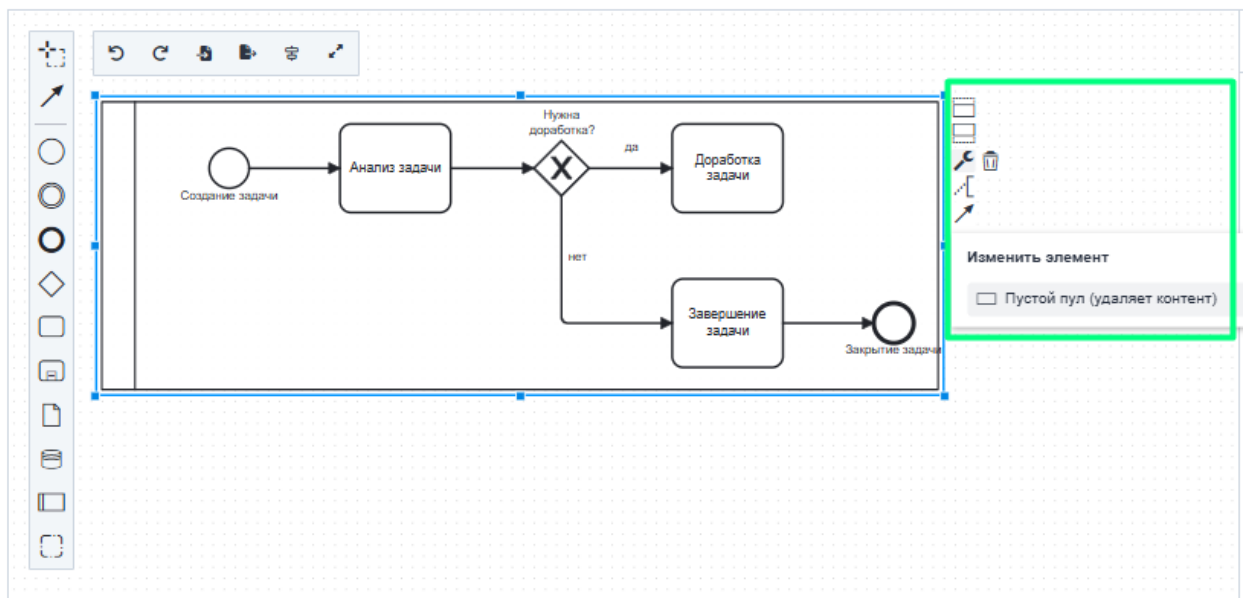 Нужна
доработка?
да
Анализ задачи
Доработка
задачи
Создание задачи
нет
Изменить элемент
Пустой пул (удаляет контент)
Завершение
задачи
Закрытие задачи